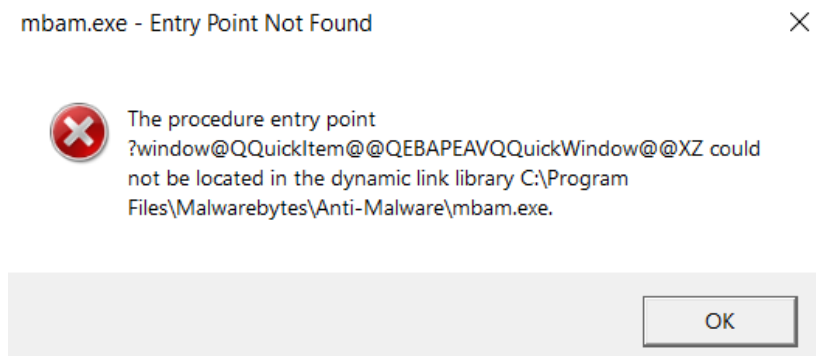 mbam.exe - Entry Point Not Found
The procedure entry point
?window@QQuickItem@@QEBAPEAVQQuickWindow@@XZ could
not be located in the dynamic link library C:\Program
Files\Malwarebytes\Anti-Malware\mbam.exe.
OK